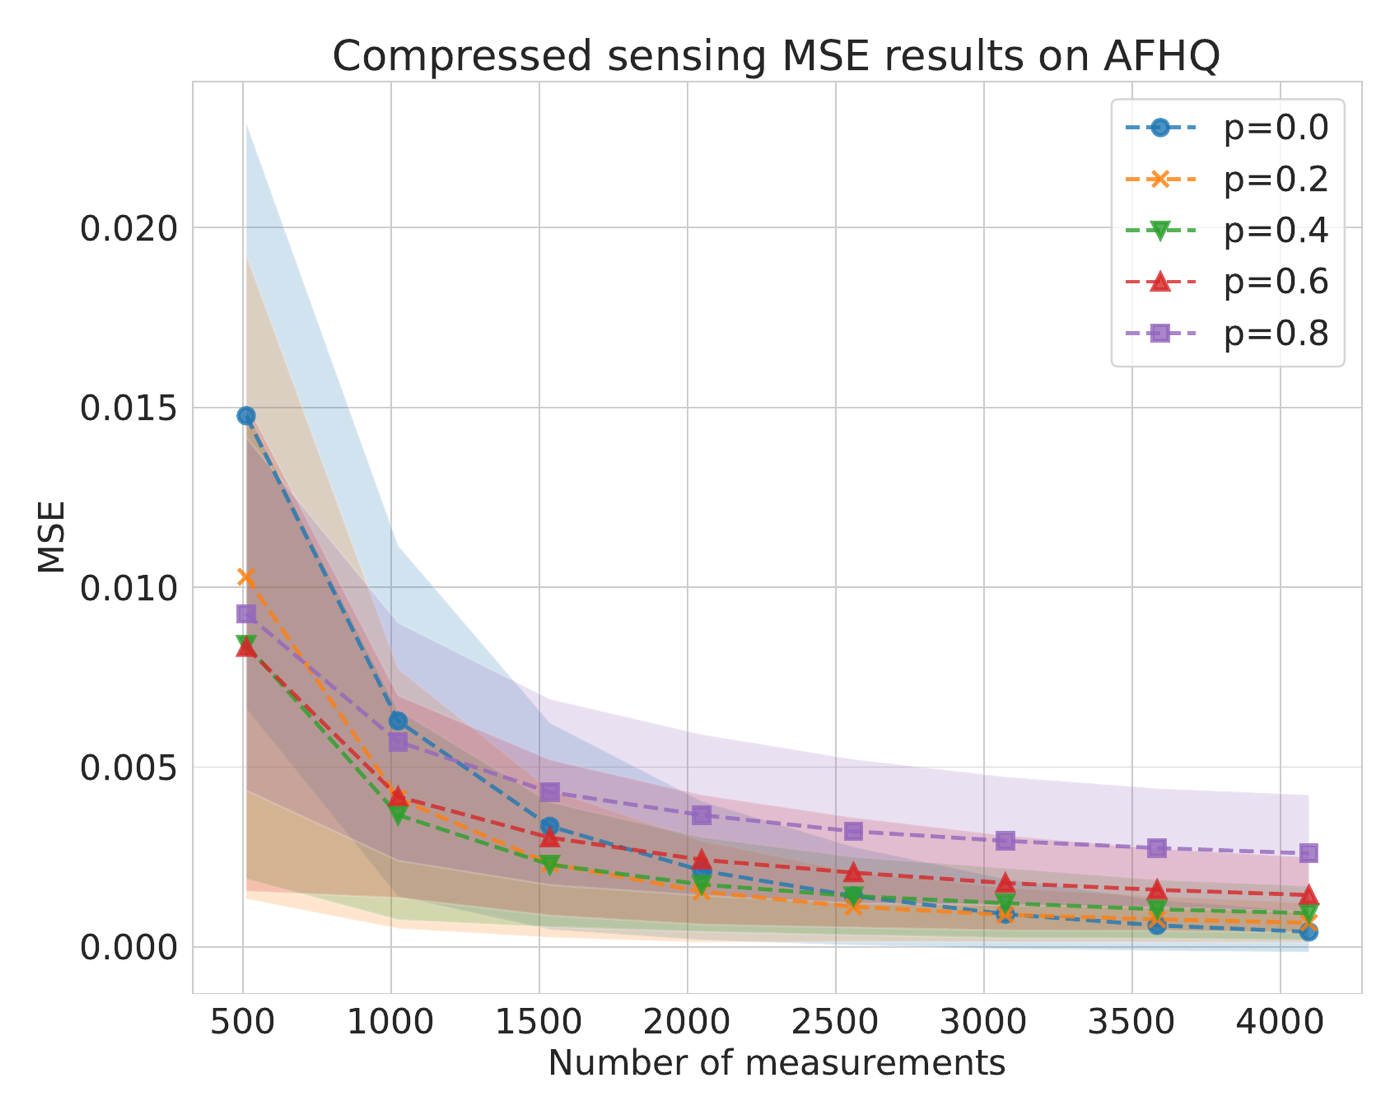 Compressed sensing MSE results on AFHQ
p=0.0
p=0.2
p=0.4
p=0.6
p=0.8
0.020
0.015
0.010
0.005
0.000
MSE
500 1000 1500 2000 2500 3000 3500 4000
Number of measurements